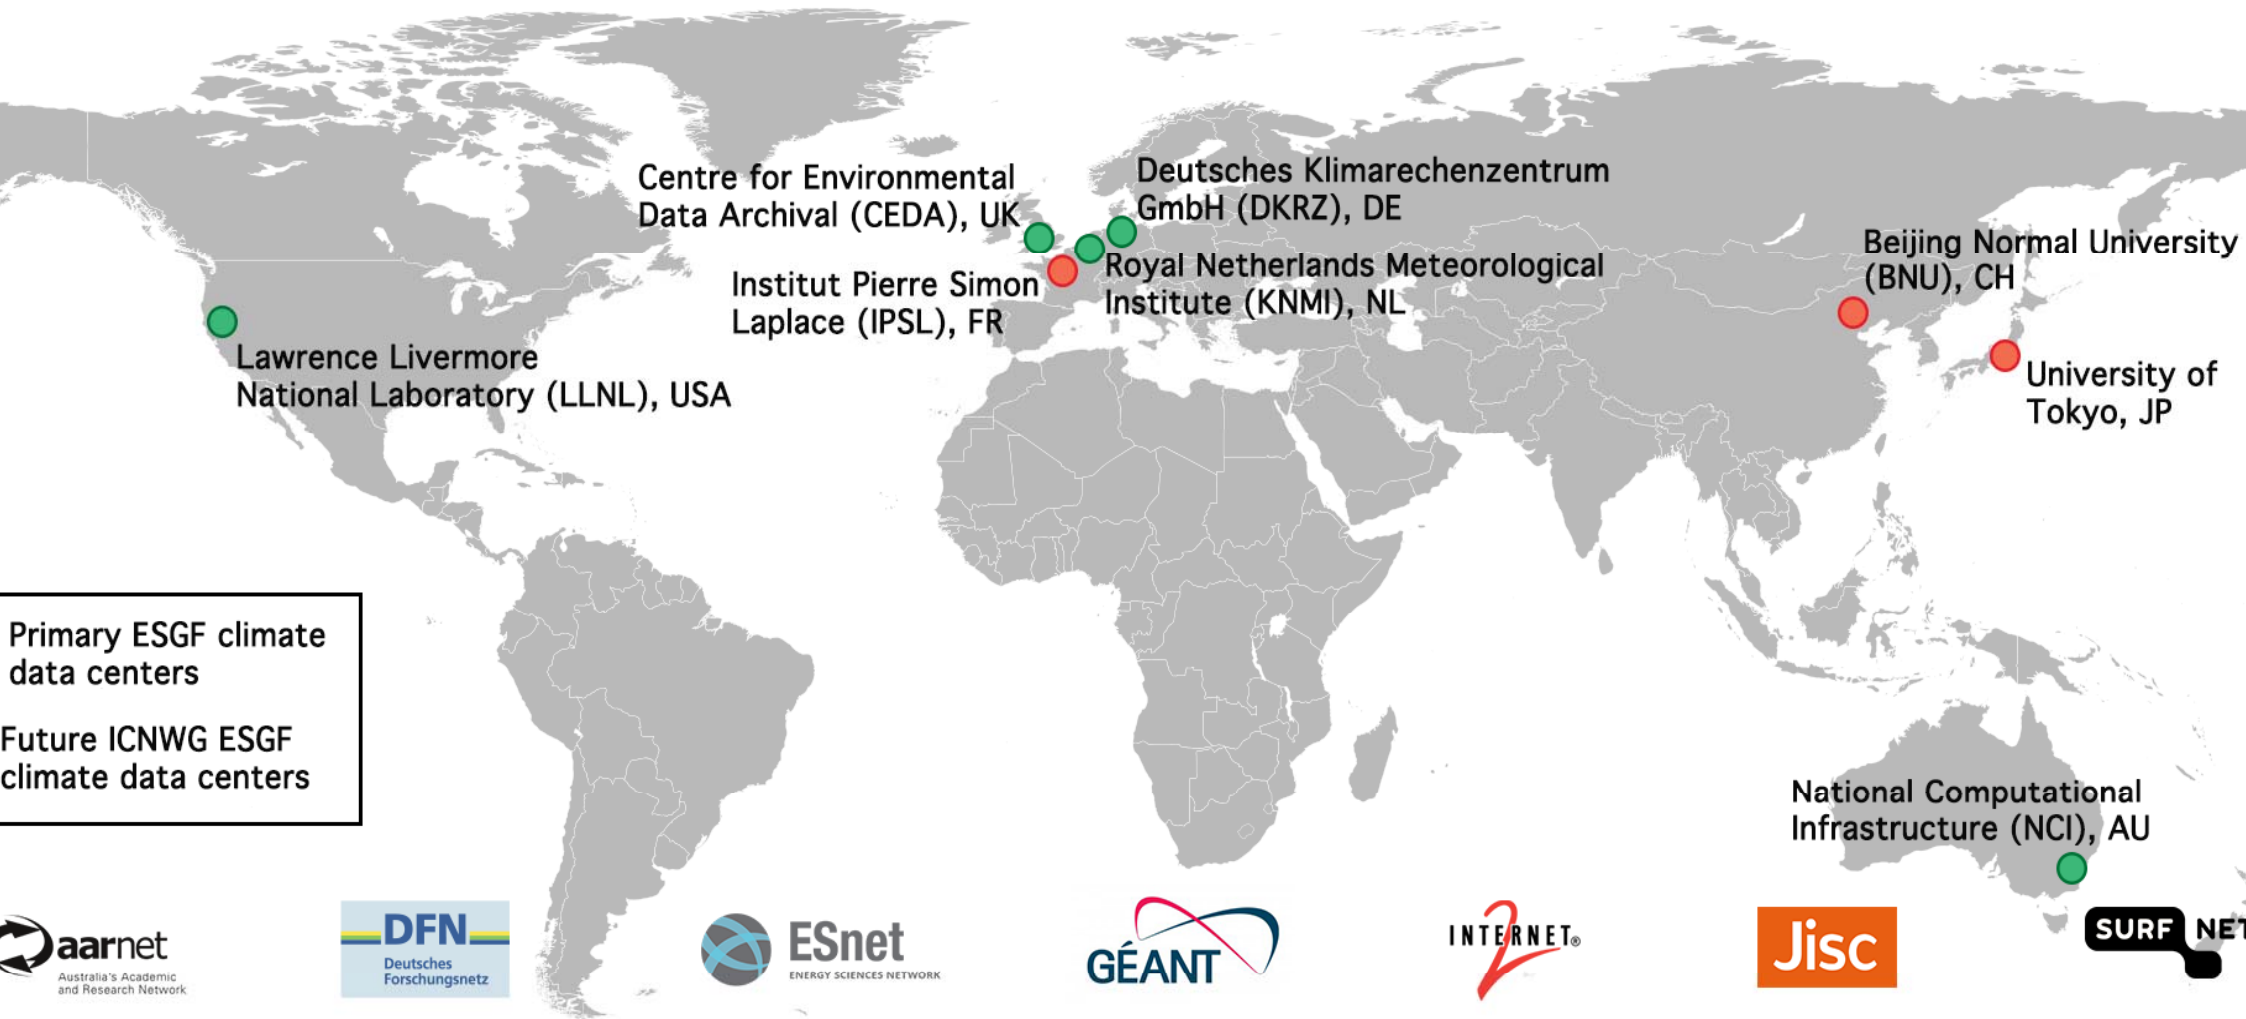 Centre for Environmental
Data Archival (CEDA), UK
Deutsches Klimarechenzentrum
GmbH (DKRZ), DE
Institut Pierre Simon
Laplace (IPSL), FR
Royal Netherlands Meteorological
Institute (KNMI), NL
Beijing Normal University
(BNU), CH
University of
Tokyo, JP
Lawrence Livermore
National Laboratory (LLNL), USA
Primary ESGF climate
data centers
Future ICNWG ESGF
climate data centers
National Computational
Infrastructure (NCI), AU
aarnet
Australia's Academic
and Research Network
DFN
Deutsches
Forschungsnetz
ESnet
ENERGY SCIENCES NETWORK
GÉANT
INTERNET®
2
Jisc
SURF NET